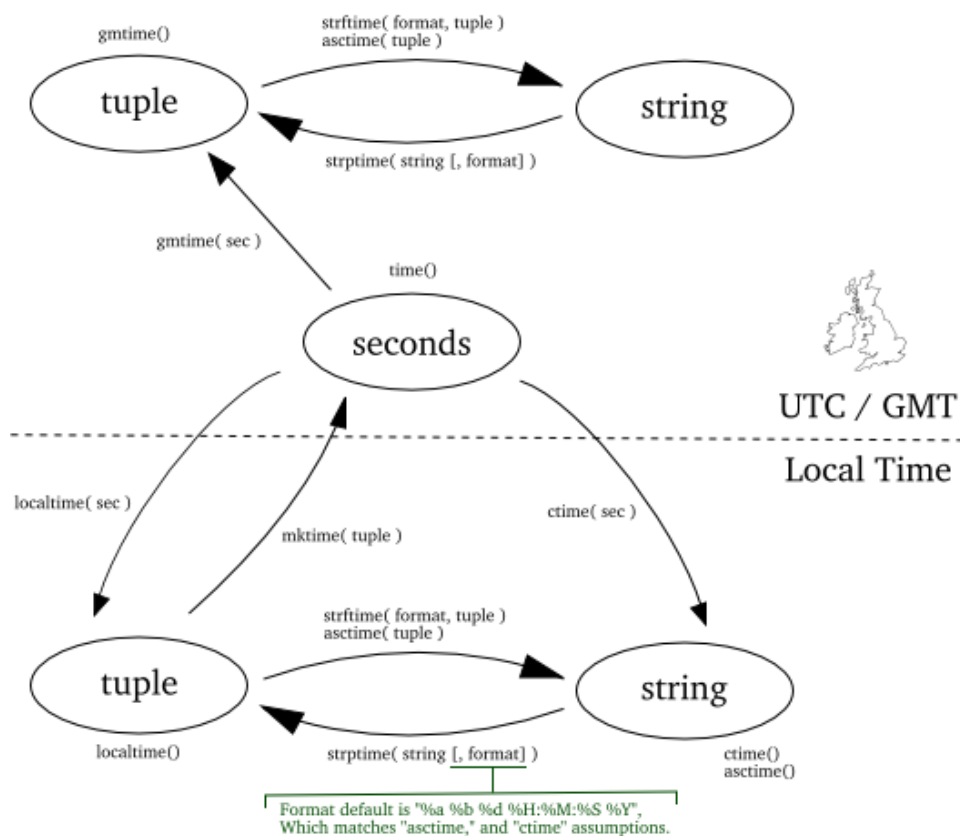 gmtime()
strftime( format, tuple )
asctime( tuple )
tuple
string
strptime( string [, format] )
gmtime( sec )
time()
seconds
UTC / GMT
Local Time
localtime( sec )
ctime( sec )
mktime( tuple )
strftime( format, tuple )
asctime( tuple )
tuple
string
localtime()
strptime( string [, format] )
ctime()
asctime()
Format default is "%a %b %d %H:%M:%S %Y",
Which matches "asctime," and "ctime" assumptions.